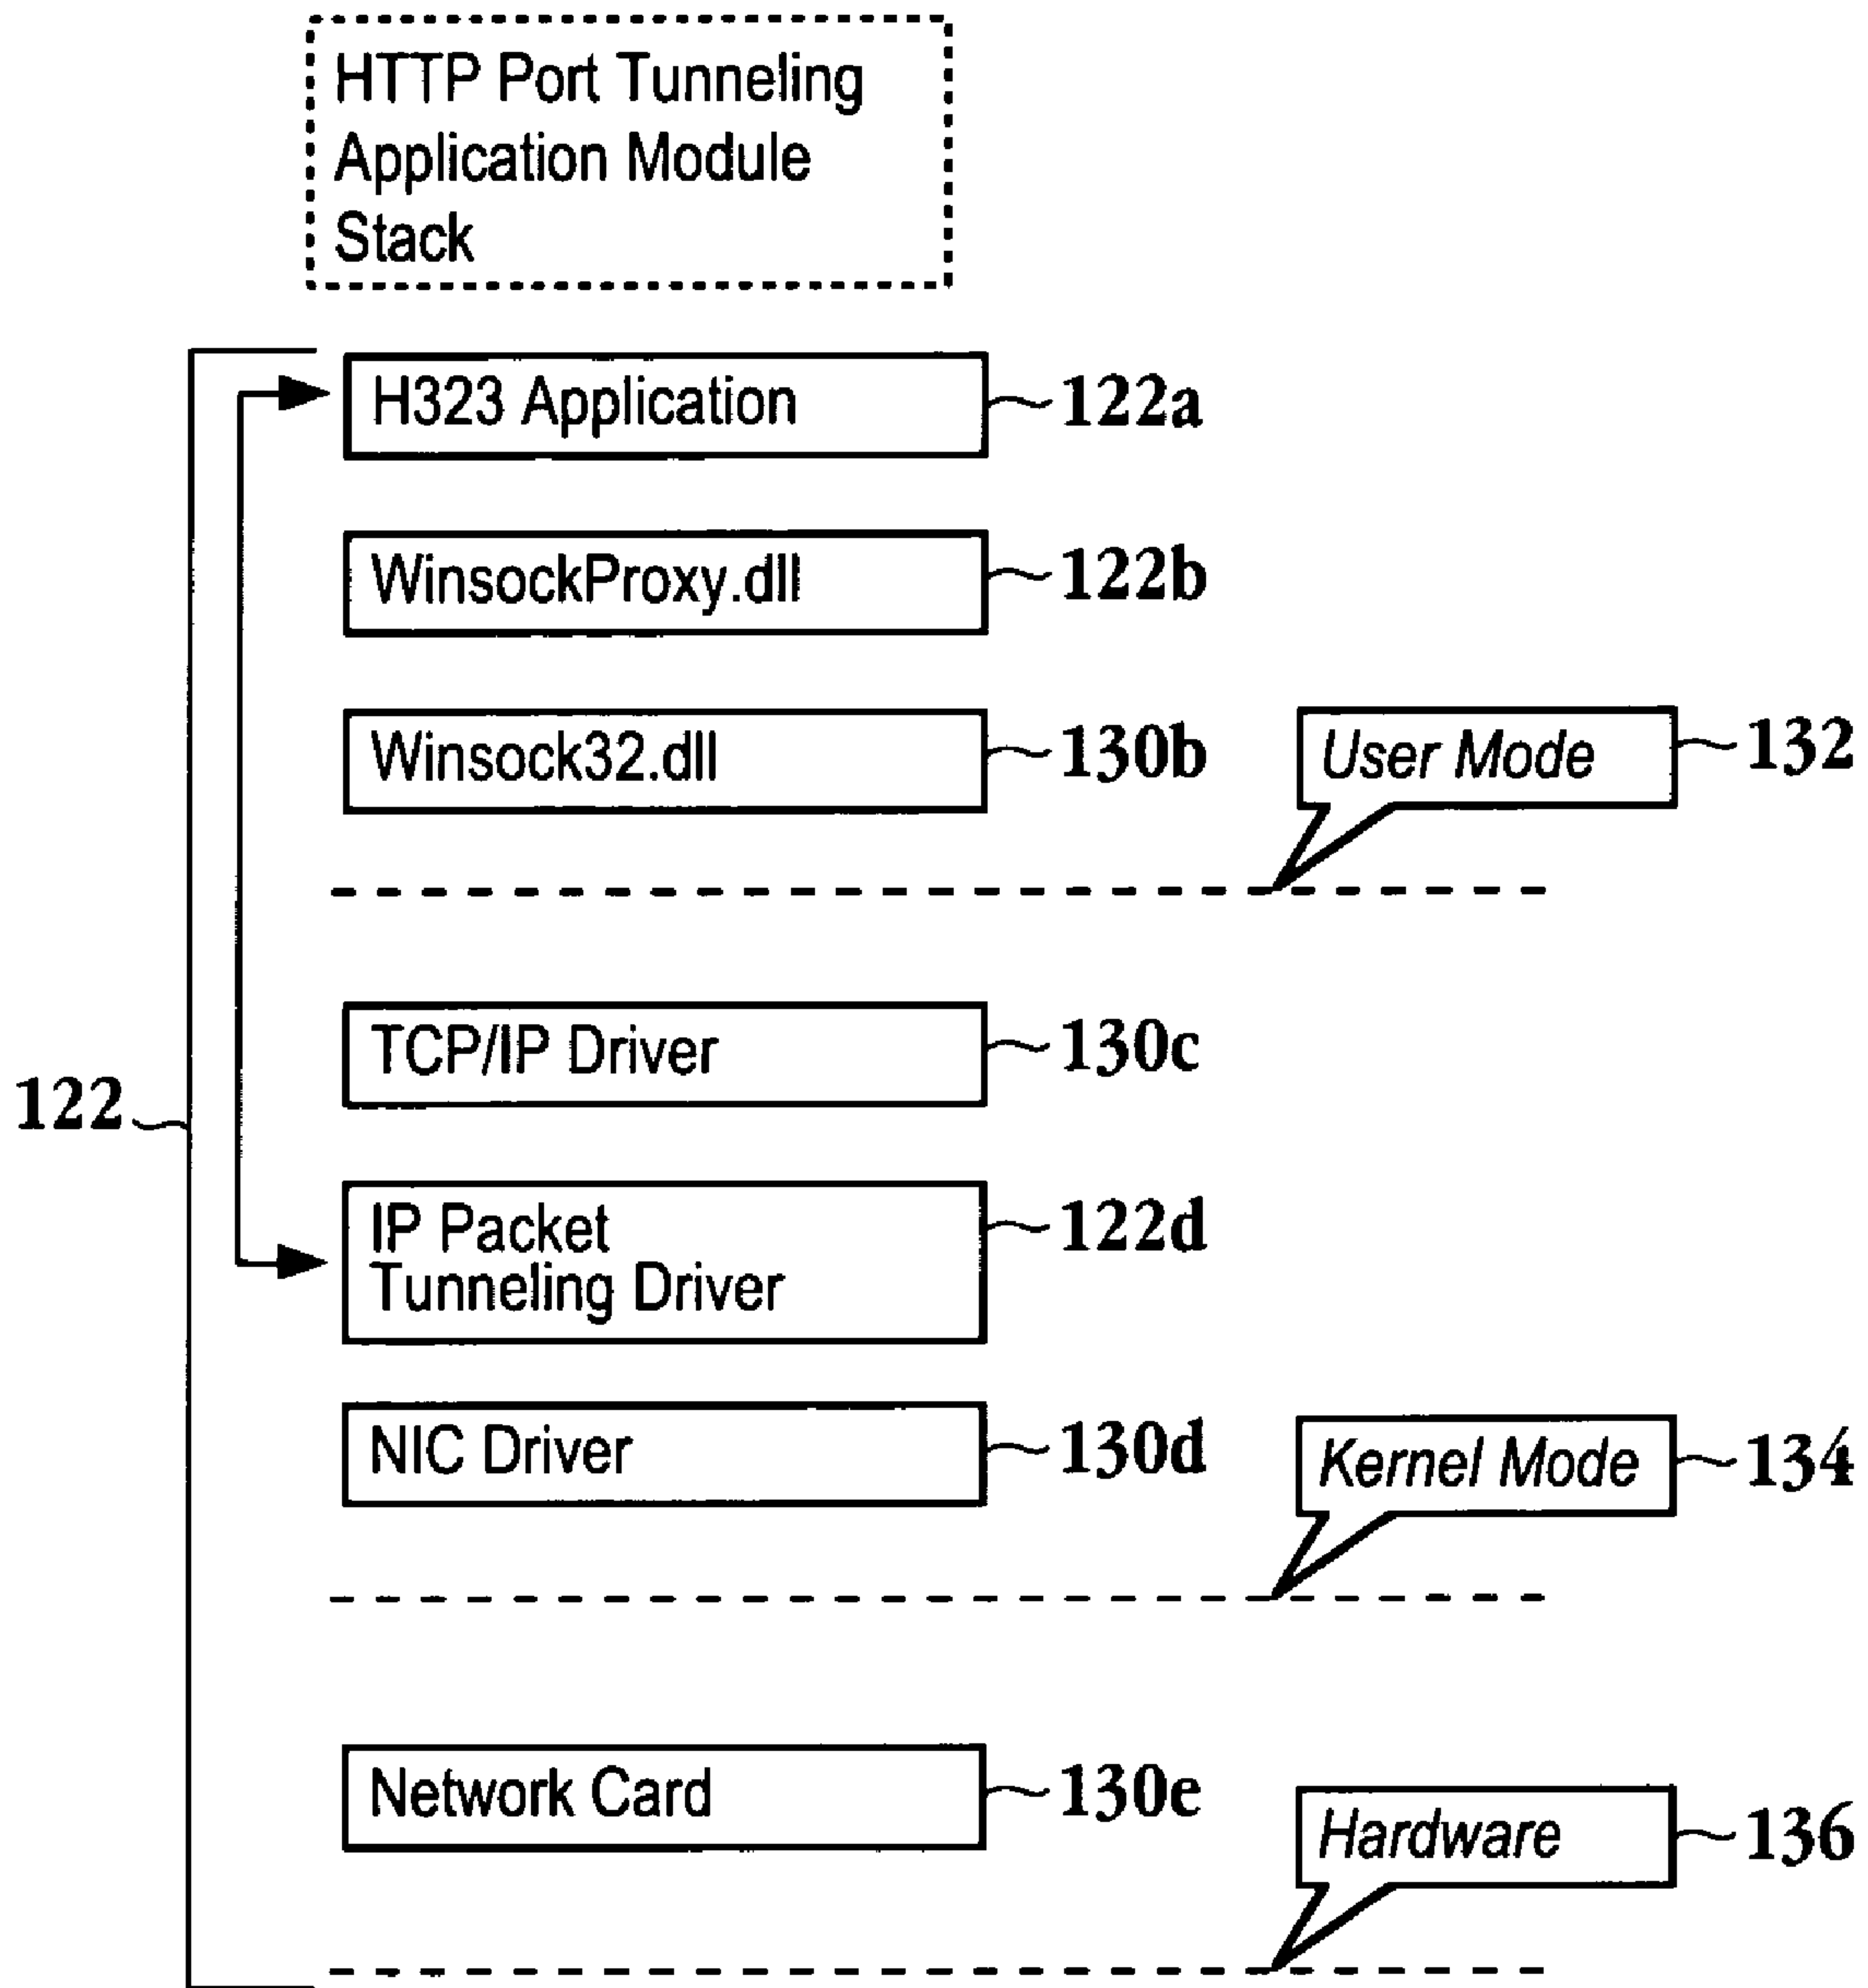 HTTP Port Tunneling
Application Module
Stack
H323 Application
122a
WinsockProxy.dll
122b
Winsock32.dll
130b
User Mode
132
TCP/IP Driver
130c
122
IP Packet
Tunneling Driver
122d
NIC Driver
130d
Kernel Mode
134
Network Card
130e
Hardware
136